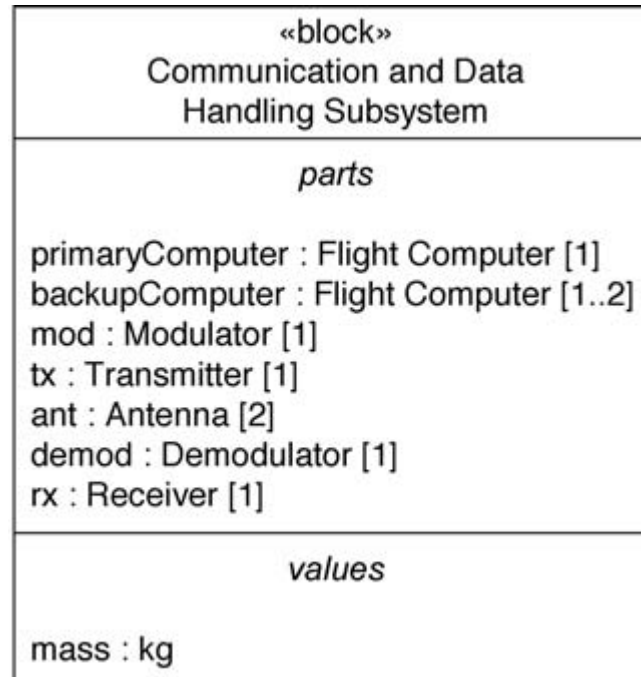 «block»
Communication and Data
Handling Subsystem
parts
primaryComputer : Flight Computer [1]
backupComputer : Flight Computer [1..2]
mod : Modulator [1]
tx : Transmitter [1]
ant : Antenna [2]
demod : Demodulator [1]
rx : Receiver [1]
values
mass : kg